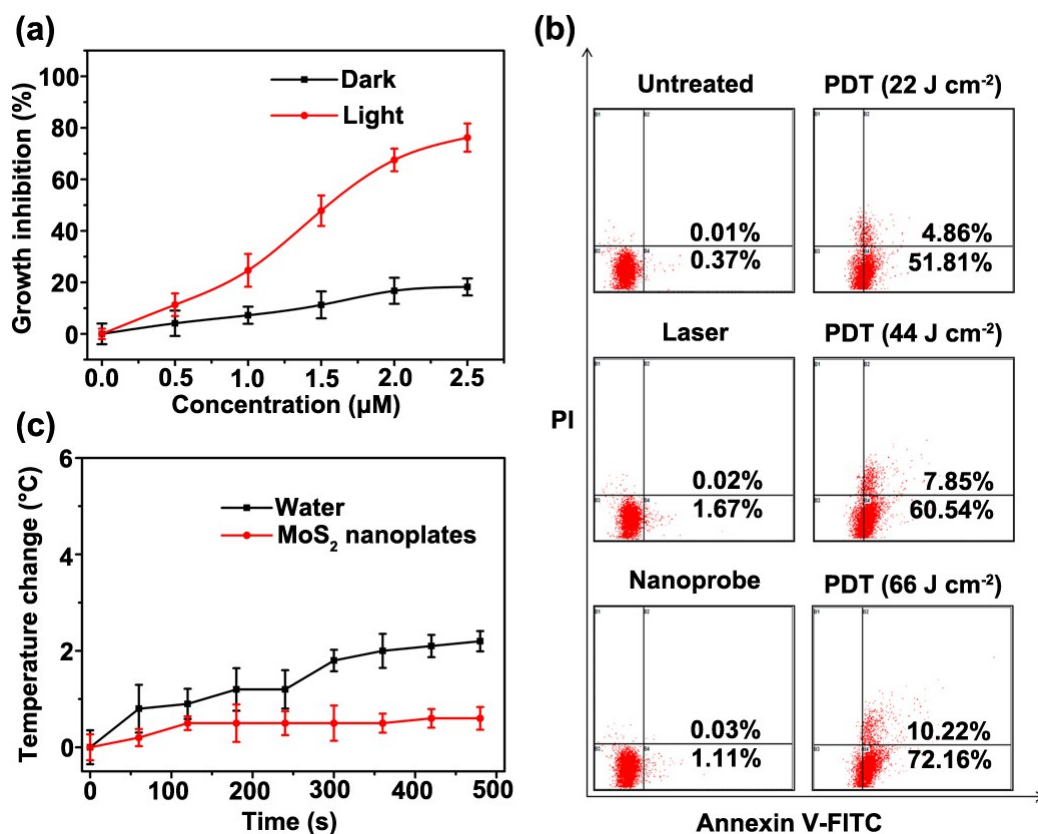 (a)
Growth inhibition (%)
100
80
60
40
20
0
Dark
Light
0.0 0.5 1.0 1.5 2.0 2.5
Concentration (µM)
(b)
PI
Untreated
0.01%
0.37%
PDT (22 J cm⁻²)
4.86%
51.81%
Laser
0.02%
1.67%
PDT (44 J cm⁻²)
7.85%
60.54%
Nanoprobe
0.03%
1.11%
PDT (66 J cm⁻²)
10.22%
72.16%
Annexin V-FITC
(c)
Temperature change (°C)
6
4
2
0
Water
MoS₂ nanoplates
0 100 200 300 400 500
Time (s)